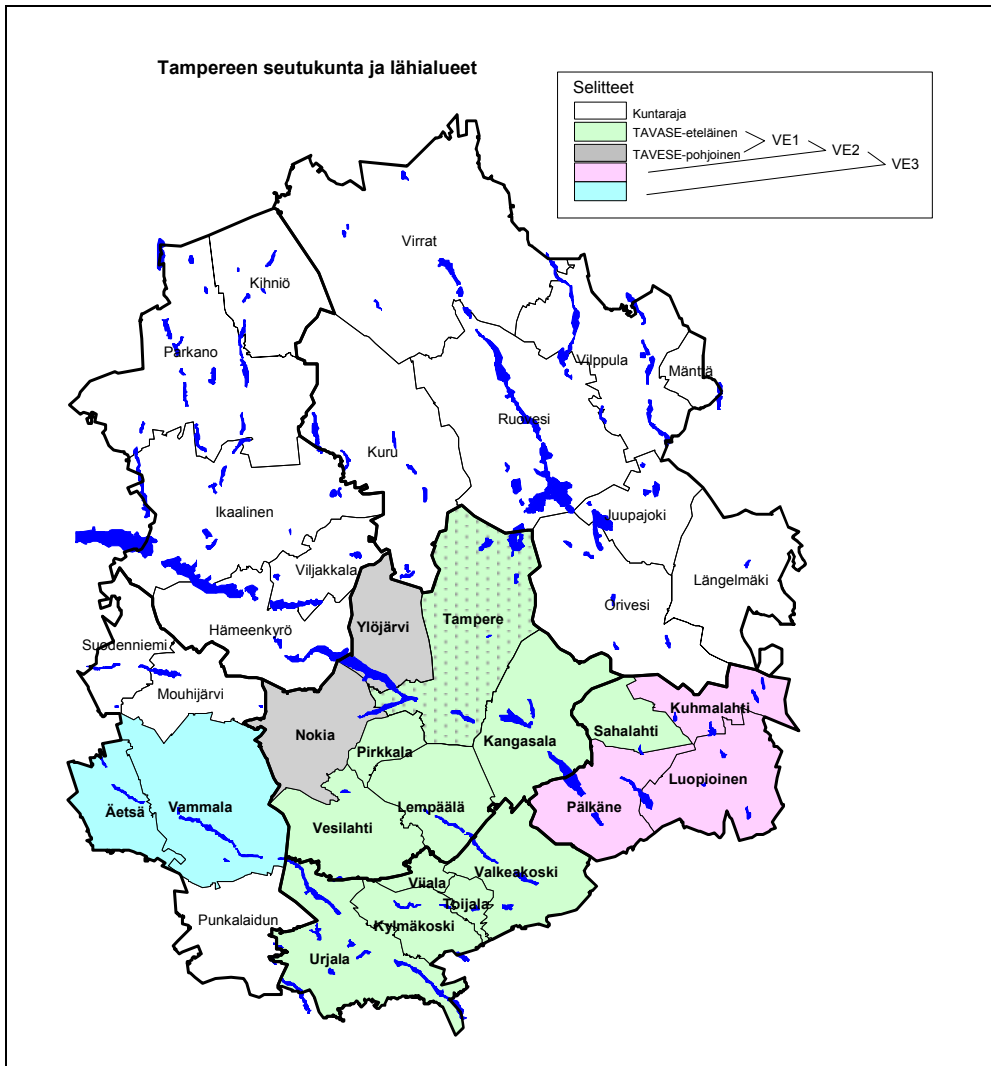 Tampereen seutukunta ja lähialueet
Selitteet
Kuntaraja
TAVASE-eteläinen
VE1
TAVESE-pohjoinen
VE2
VE3
Virrat
Kihniö
Parkano
Vilppula
Mänttä
Ruovesi
Kuru
Ikaalinen
Juupajoki
Viljakkala
Längelmäki
Orivesi
Ylöjärvi
Tampere
Hämeenkyrö
Suodenniemi
Mouhijärvi
Kuhmalahti
Nokia
Pirkkala
Kangasala
Sahalahti
Luopioinen
Äetsä
Vammala
Lempäälä
Pälkäne
Vesilahti
Valkeakoski
Viiala
Toijala
Punkalaidun
Kylmäkoski
Urjala